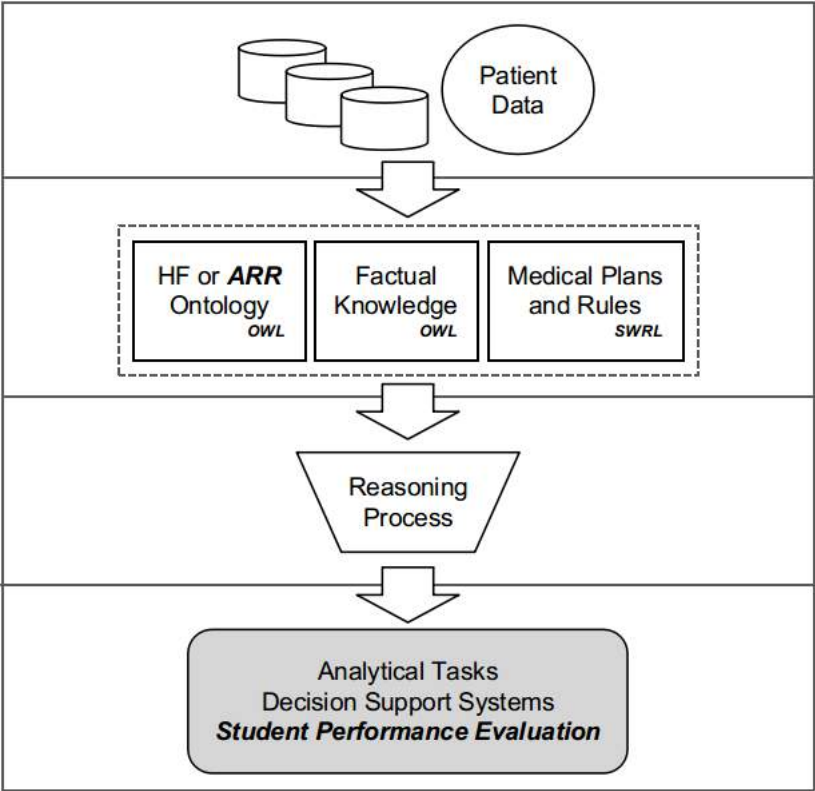 Patient
Data
HF or ARR
Ontology
OWL
Factual
Knowledge
OWL
Medical Plans
and Rules
SWRL
Reasoning
Process
Analytical Tasks
Decision Support Systems
Student Performance Evaluation